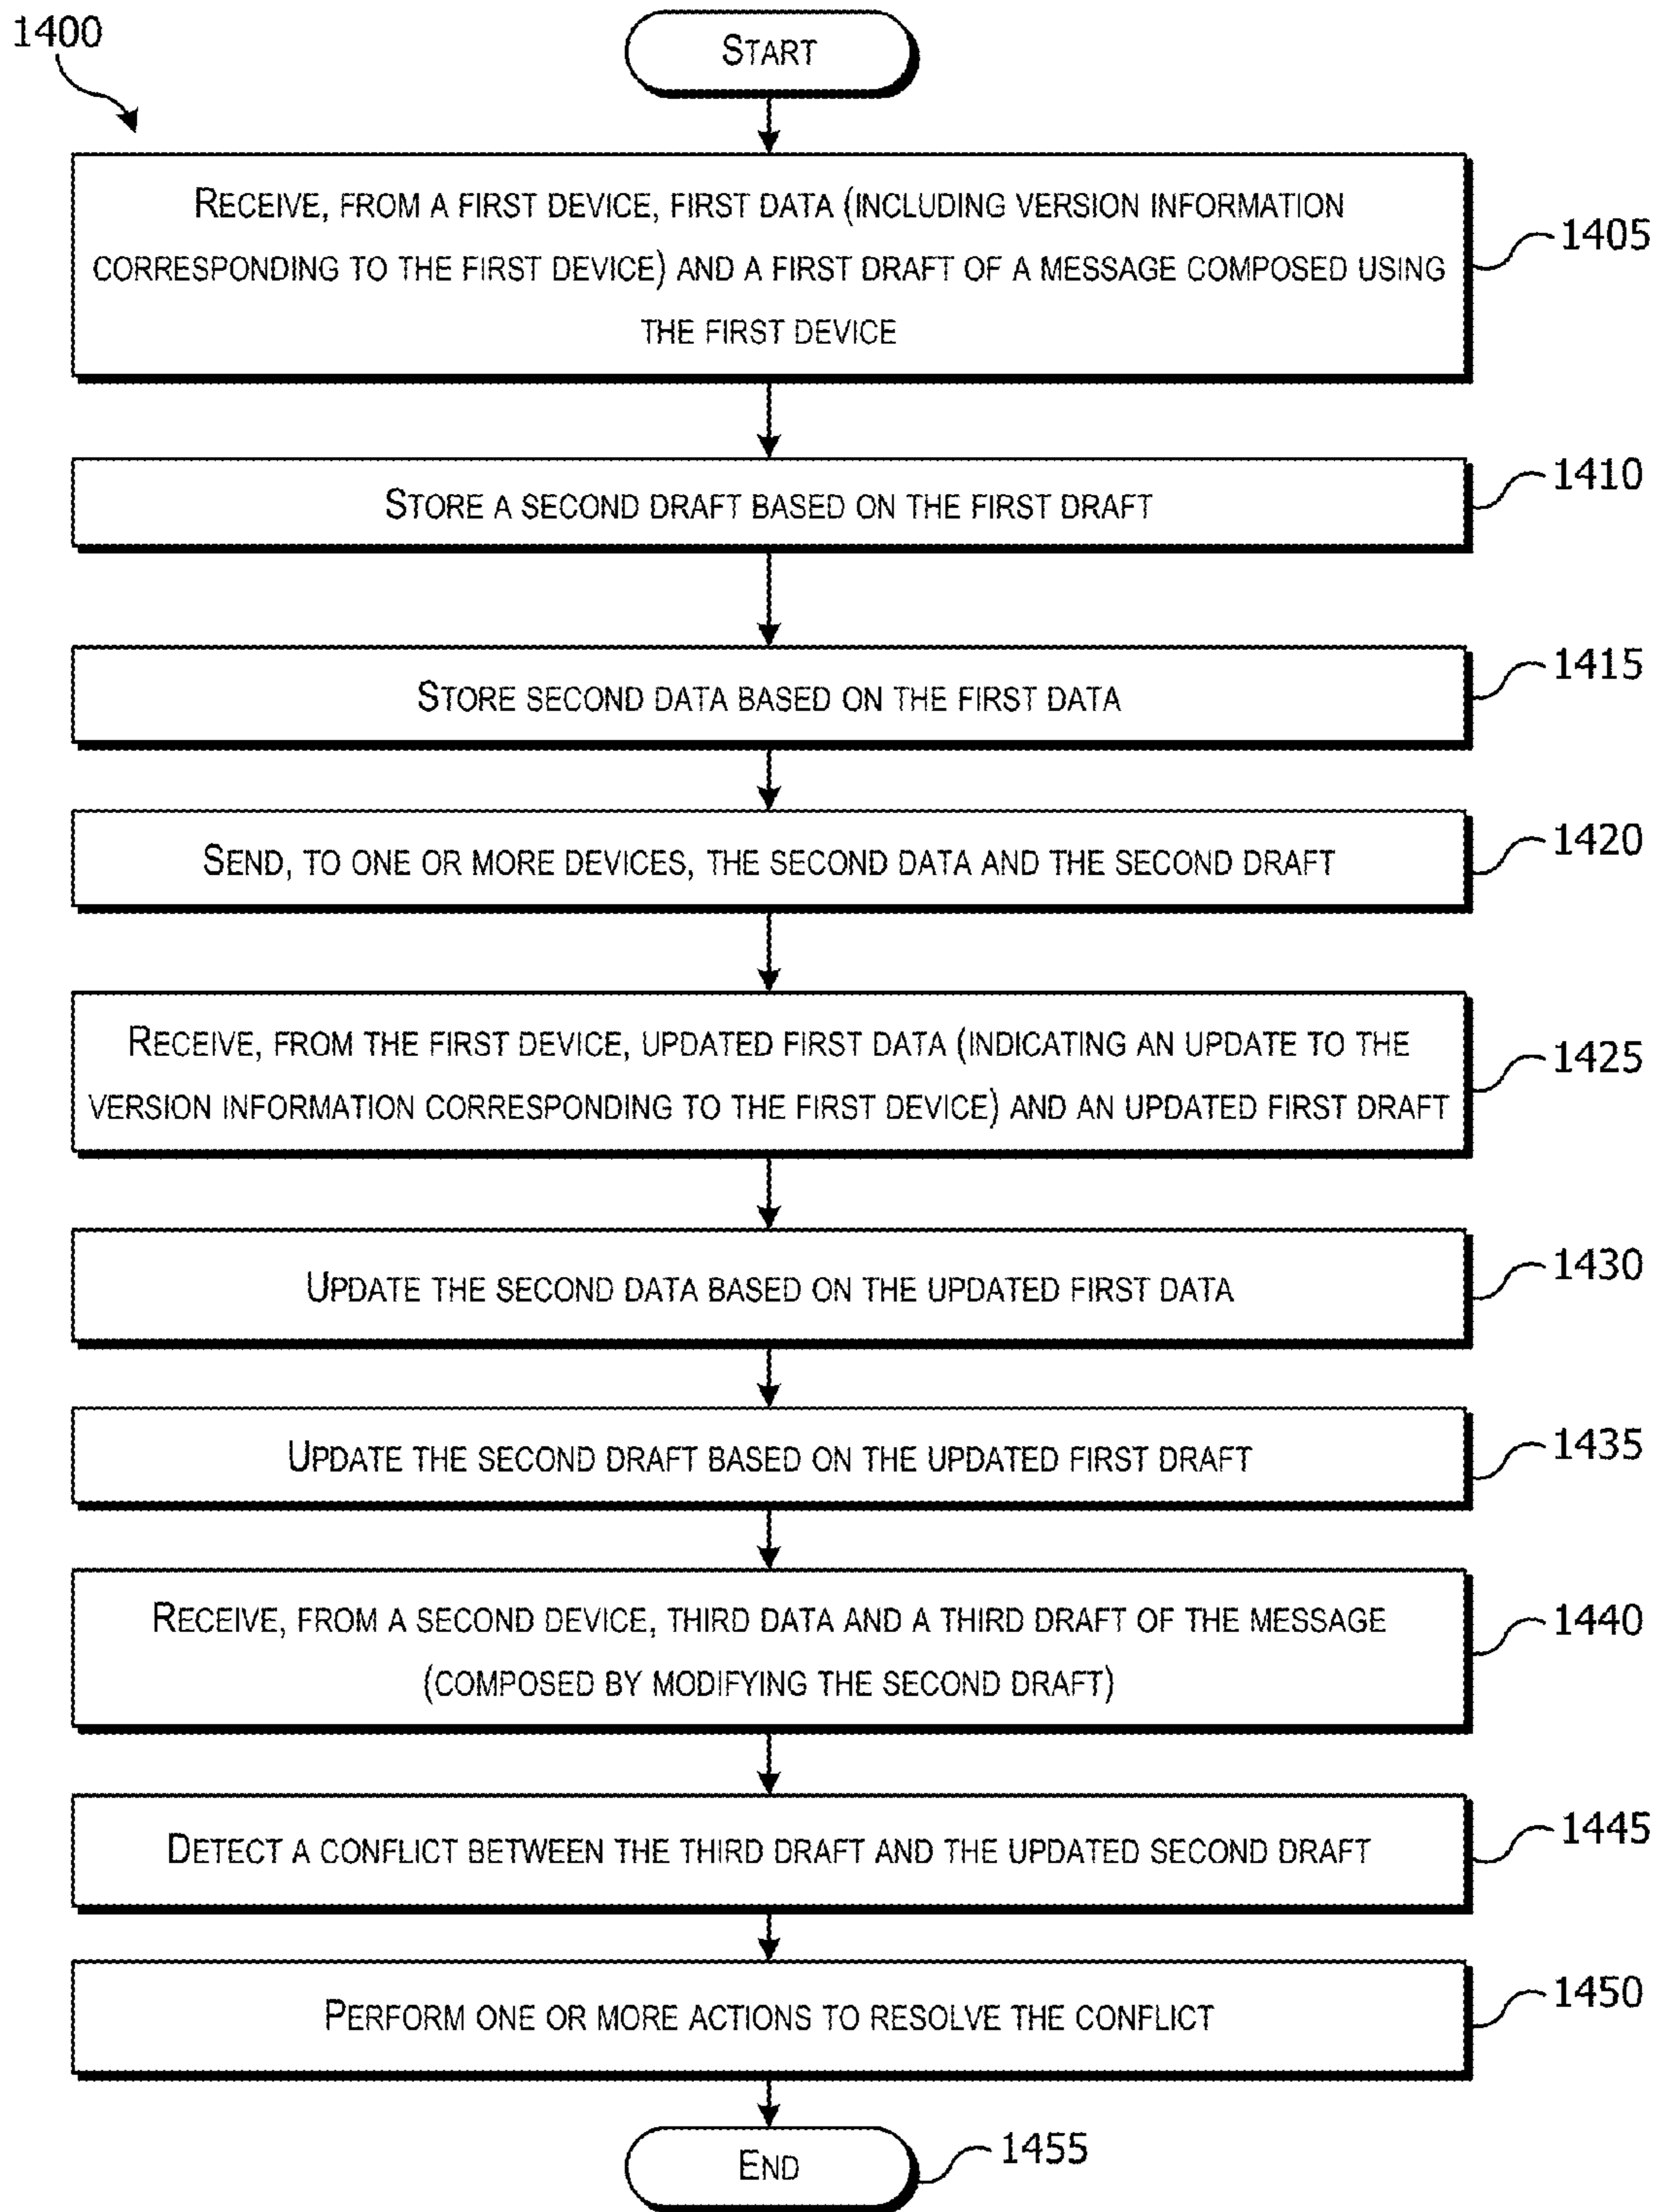 1400
START
RECEIVE, FROM A FIRST DEVICE, FIRST DATA (INCLUDING VERSION INFORMATION
CORRESPONDING TO THE FIRST DEVICE) AND A FIRST DRAFT OF A MESSAGE COMPOSED USING
THE FIRST DEVICE
1405
STORE A SECOND DRAFT BASED ON THE FIRST DRAFT
1410
STORE SECOND DATA BASED ON THE FIRST DATA
1415
SEND, TO ONE OR MORE DEVICES, THE SECOND DATA AND THE SECOND DRAFT
1420
RECEIVE, FROM THE FIRST DEVICE, UPDATED FIRST DATA (INDICATING AN UPDATE TO THE
VERSION INFORMATION CORRESPONDING TO THE FIRST DEVICE) AND AN UPDATED FIRST DRAFT
1425
UPDATE THE SECOND DATA BASED ON THE UPDATED FIRST DATA
1430
UPDATE THE SECOND DRAFT BASED ON THE UPDATED FIRST DRAFT
1435
RECEIVE, FROM A SECOND DEVICE, THIRD DATA AND A THIRD DRAFT OF THE MESSAGE
(COMPOSED BY MODIFYING THE SECOND DRAFT)
1440
DETECT A CONFLICT BETWEEN THE THIRD DRAFT AND THE UPDATED SECOND DRAFT
1445
PERFORM ONE OR MORE ACTIONS TO RESOLVE THE CONFLICT
1450
END
1455